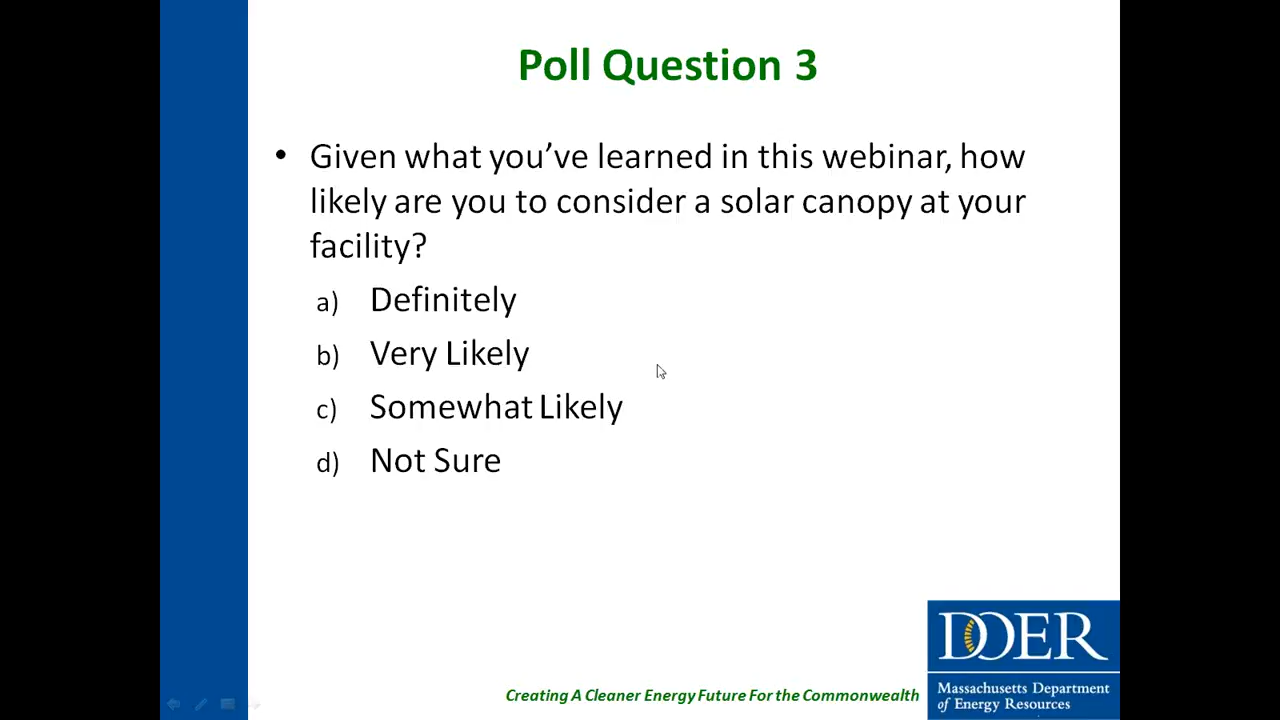 Poll Question 3
• Given what you've learned in this webinar, how
likely are you to consider a solar canopy at your
facility?
a) Definitely
b) Very Likely
c) Somewhat Likely
d) Not Sure
DOER
Massachusetts Department
of Energy Resources
Creating A Cleaner Energy Future For the Commonwealth